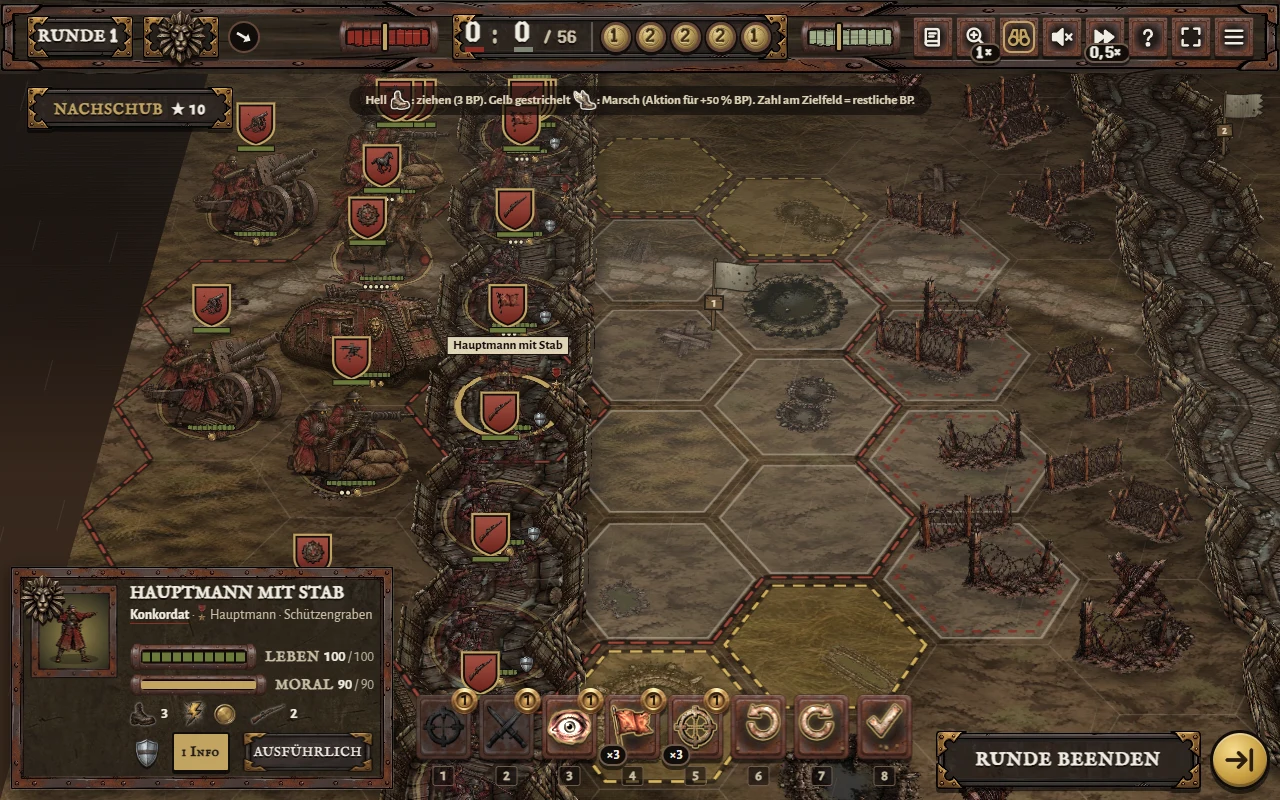 RUNDE 1
0 : 0 / 56
1 2 2 2 1
1×
0,5×
?
NACHSCHUB ★ 10
Hell : ziehen (3 BP). Gelb gestrichelt : Marsch (Aktion für +50 % BP). Zahl am Zielfeld = restliche BP.
2
1
Hauptmann mit Stab
HAUPTMANN MIT STAB
Konkordat · Hauptmann · Schützengraben
LEBEN 100/100
MORAL 90/90
3 2
i Info
AUSFÜHRLICH
1 1 1 1 1
×3 ×3
1 2 3 4 5 6 7 8
RUNDE BEENDEN